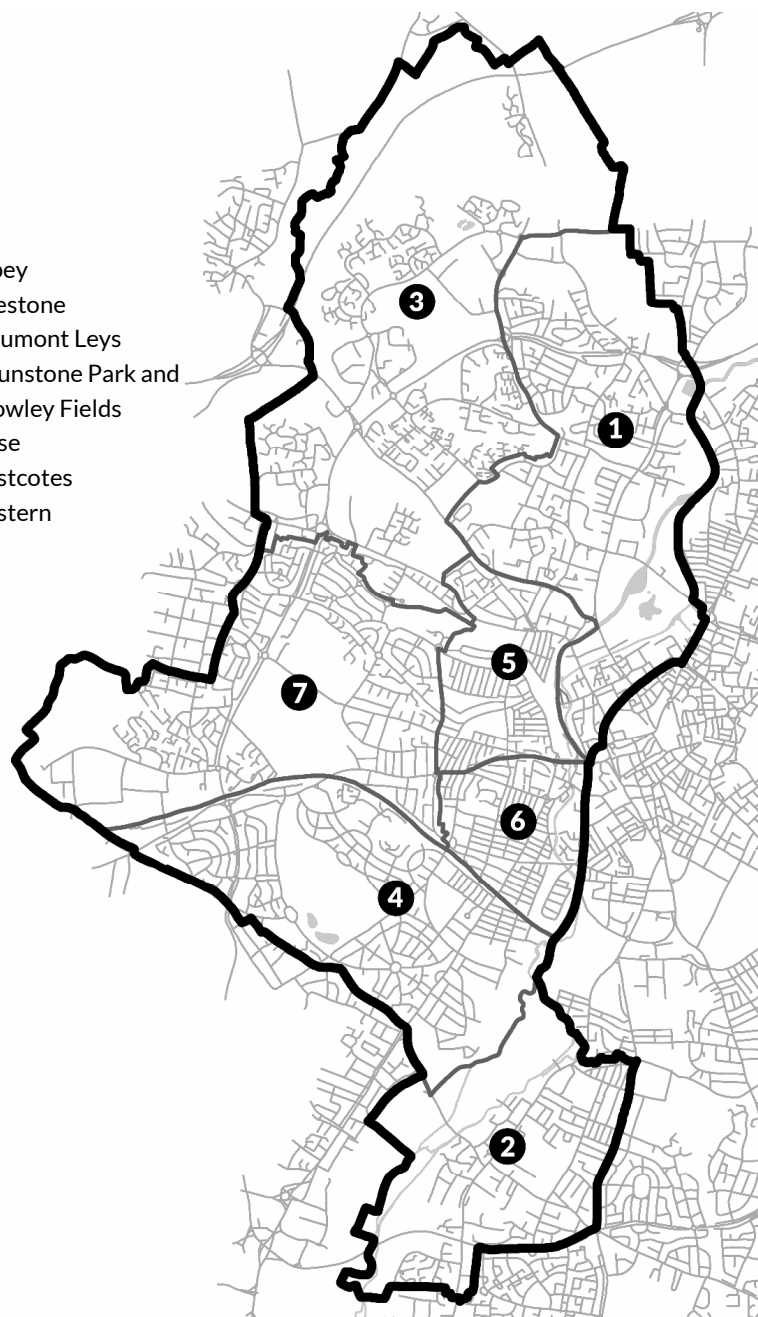 bey
estone
umont Leys
unstone Park and
owley Fields
se
stcotes
stern
3
1
5
7
6
4
2